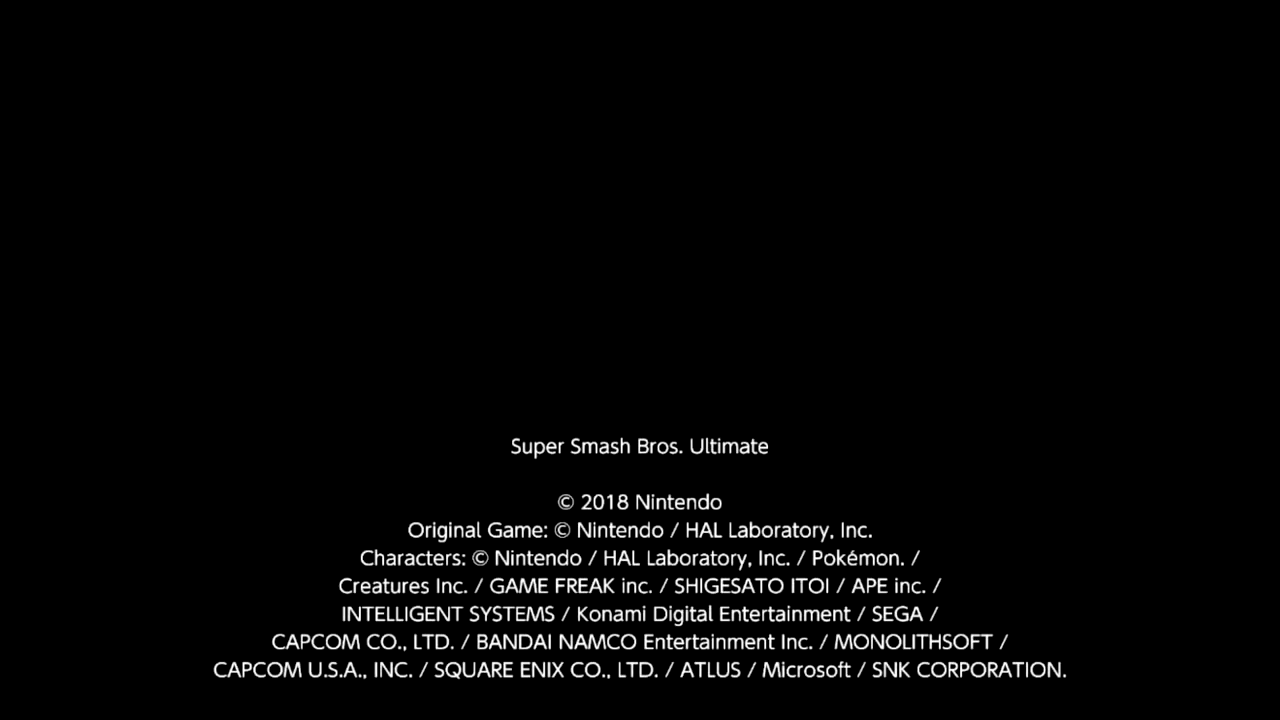 Super Smash Bros. Ultimate
© 2018 Nintendo
Original Game: © Nintendo / HAL Laboratory, Inc.
Characters: © Nintendo / HAL Laboratory, Inc. / Pokémon. /
Creatures Inc. / GAME FREAK inc. / SHIGESATO ITOI / APE inc. /
INTELLIGENT SYSTEMS / Konami Digital Entertainment / SEGA /
CAPCOM CO., LTD. / BANDAI NAMCO Entertainment Inc. / MONOLITHSOFT /
CAPCOM U.S.A., INC. / SQUARE ENIX CO., LTD. / ATLUS / Microsoft / SNK CORPORATION.